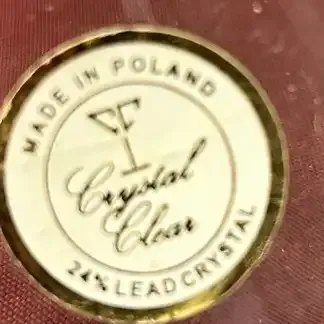 MADE IN POLAND
Crystal
Clear
24% LEAD CRYSTAL